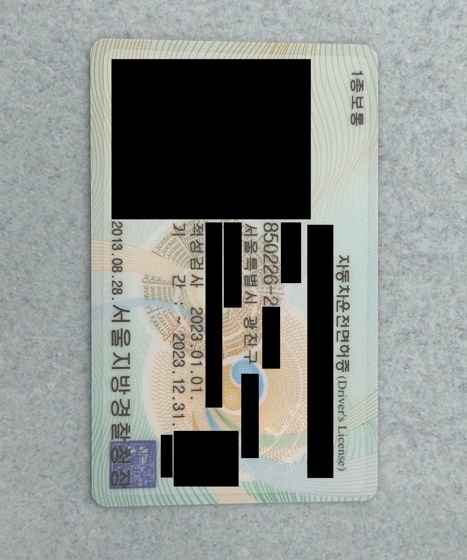 1종보통
자동차운전면허증 (Driver's License)
850226-2
서울특별시 광진구
적성검사 2023.01.01.
기 간 : ~ 2023.12.31.
2013.08.28. 서울지방경찰청장